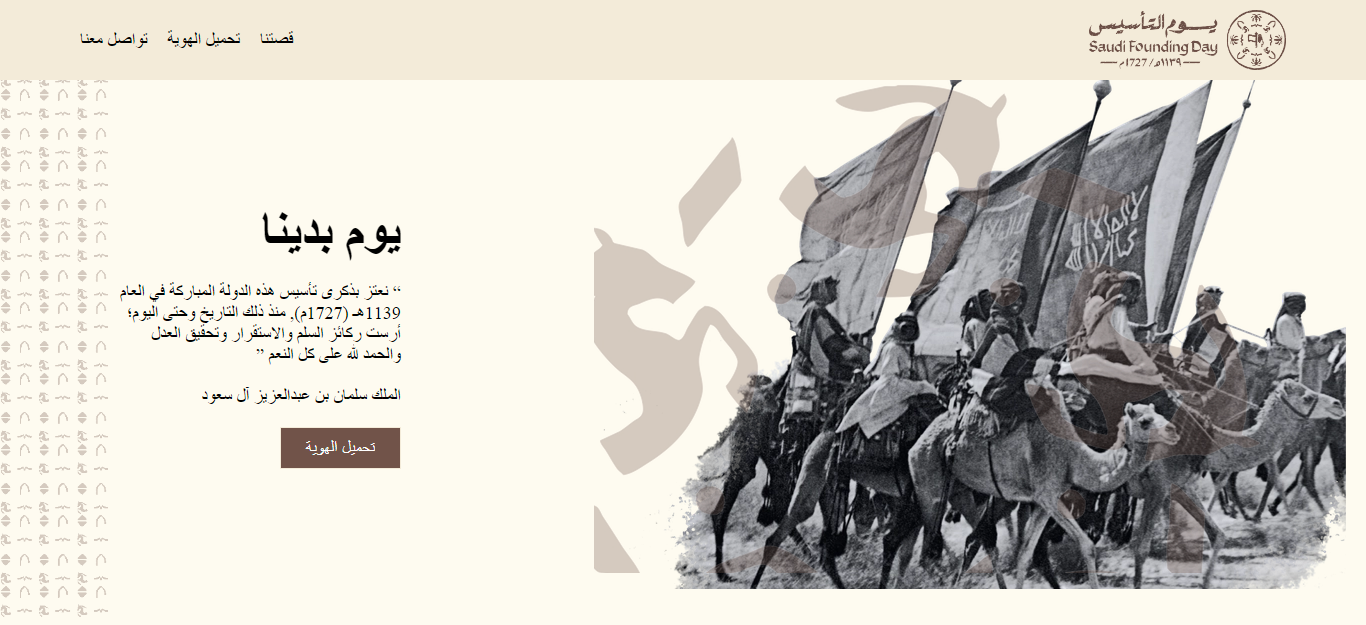 يوم التأسيس
Saudi Founding Day
١١٣٩هـ / 1727م
قصتنا
تحميل الهوية
تواصل معنا
يوم بدينا
“ نعتز بذكرى تأسيس هذه الدولة المباركة في العام
1139هـ (1727م), منذ ذلك التاريخ وحتى اليوم؛
أرست ركائز السلم والاستقرار وتحقيق العدل
والحمد لله على كل النعم ”
الملك سلمان بن عبدالعزيز آل سعود
تحميل الهوية